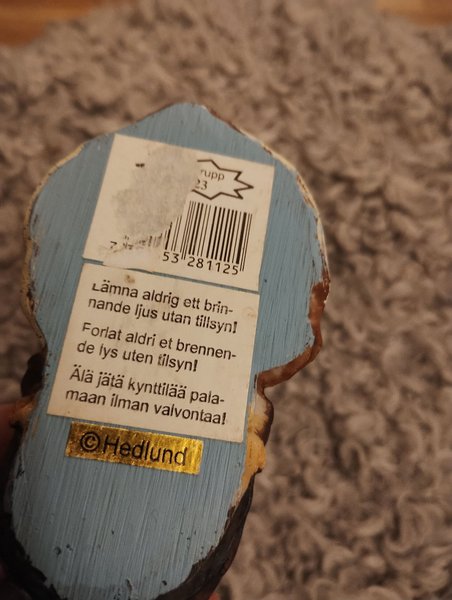 rupp
23
7
53 281125
Lämna aldrig ett brin-
nande ljus utan tillsyn!
Forlat aldri et brennen-
de lys uten tilsyn!
Älä jätä kynttilää pala-
maan ilman valvontaa!
©Hedlund